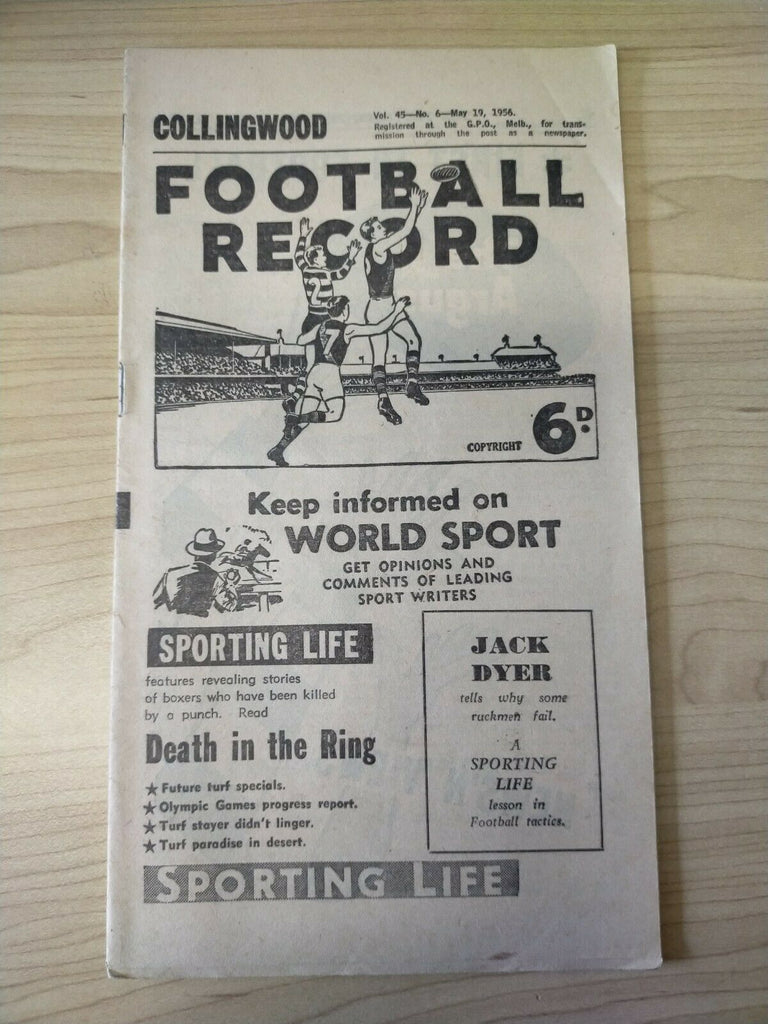 COLLINGWOOD
Vol. 45—No. 6—May 19, 1956.
Registered at the G.P.O., Melb., for trans-
mission through the post as a newspaper.
FOOTBALL
RECORD
2
7
COPYRIGHT 6D.
Keep informed on
WORLD SPORT
GET OPINIONS AND
COMMENTS OF LEADING
SPORT WRITERS
SPORTING LIFE
features revealing stories
of boxers who have been killed
by a punch. Read
Death in the Ring
★ Future turf specials.
★ Olympic Games progress report.
★ Turf stayer didn't linger.
★ Turf paradise in desert.
JACK
DYER
tells why some
ruckmen fail.
A
SPORTING
LIFE
lesson in
Football tactics.
SPORTING LIFE